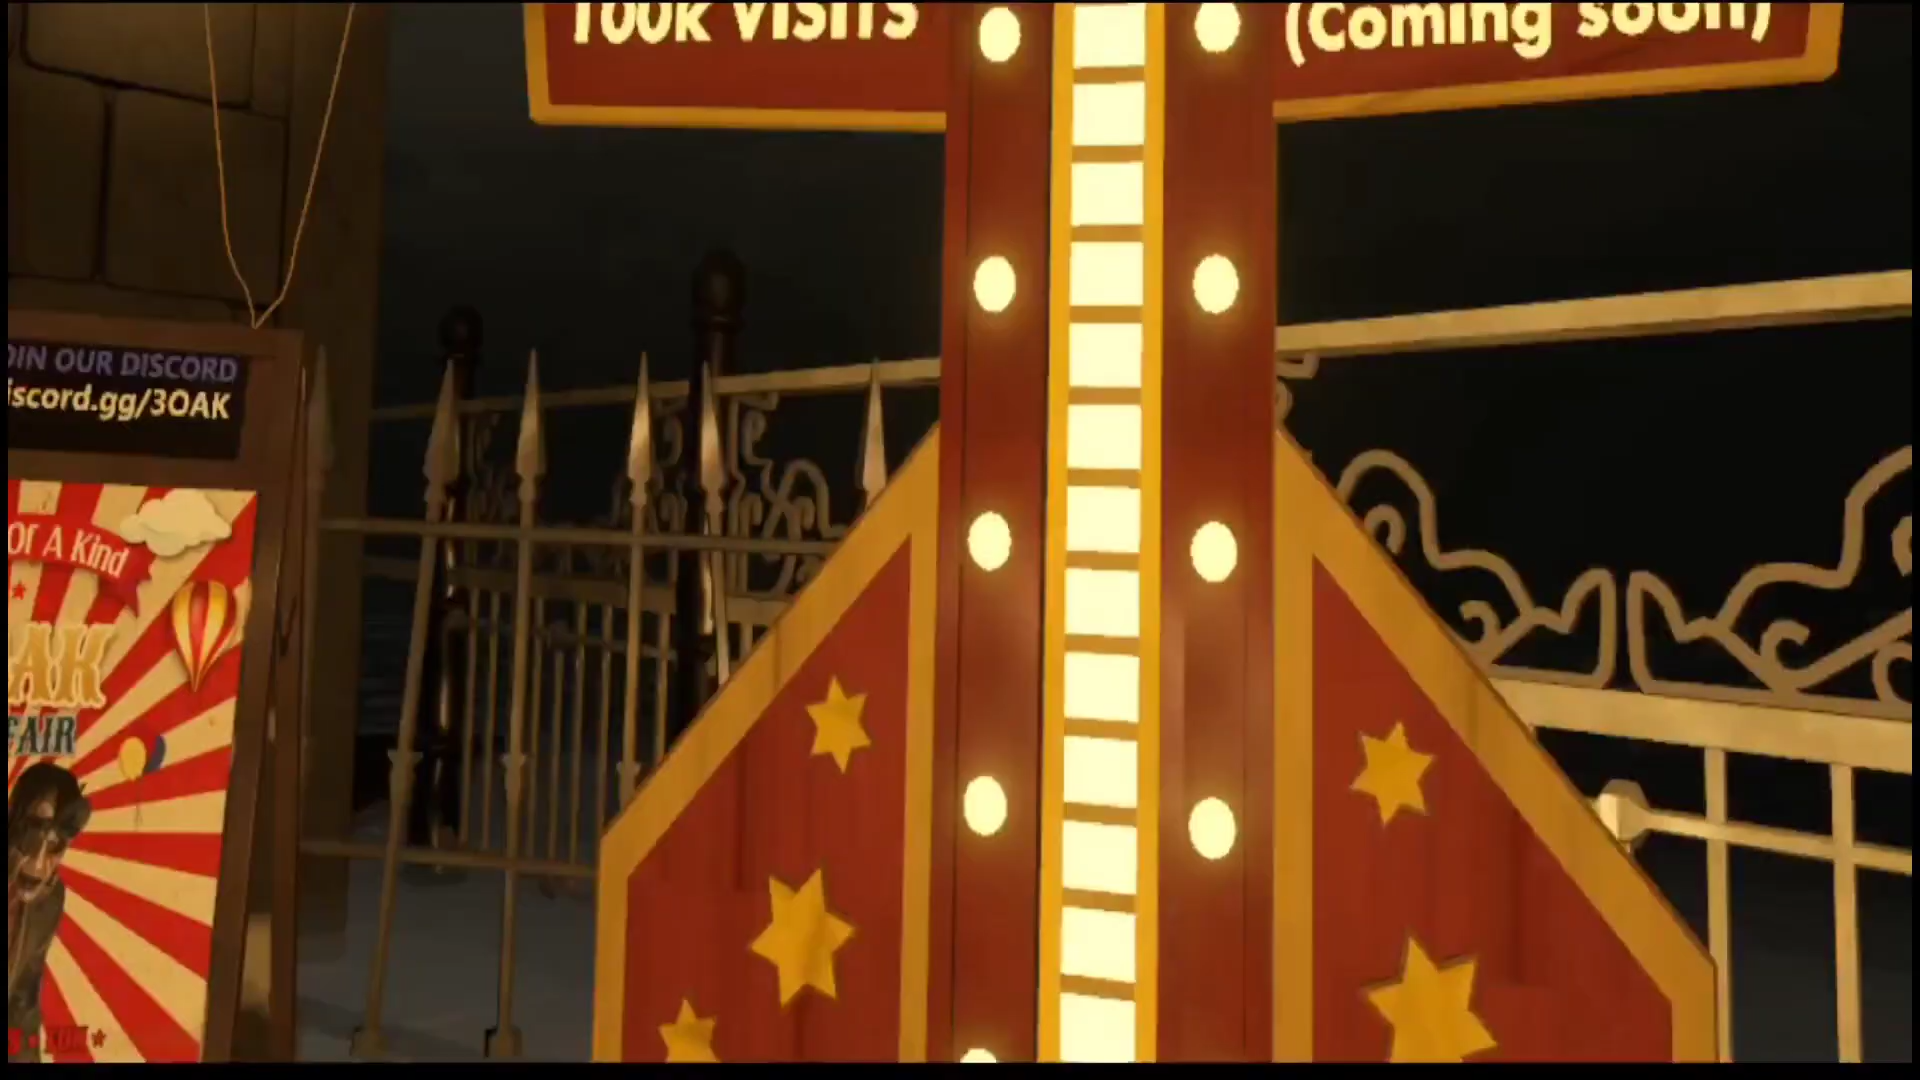 100K VISITS
(Coming soon)
OIN OUR DISCORD
iscord.gg/3OAK
Of A Kind
AK
FAIR